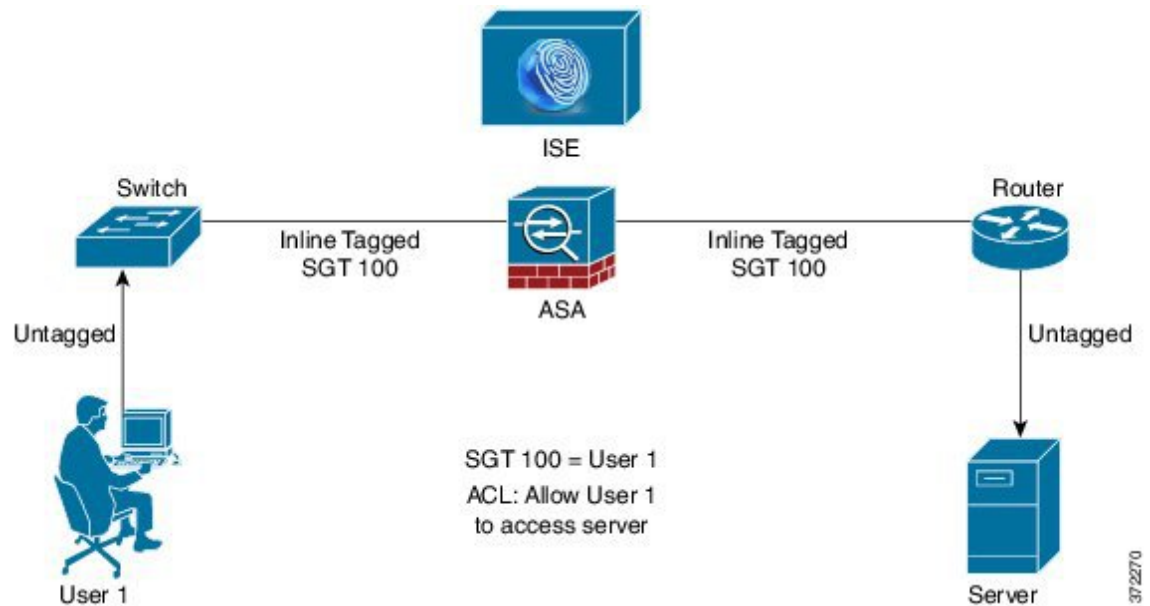 ISE
Switch
Router
Inline Tagged
SGT 100
Inline Tagged
SGT 100
ASA
Untagged
Untagged
SGT 100 = User 1
ACL: Allow User 1
to access server
User 1
Server
372270